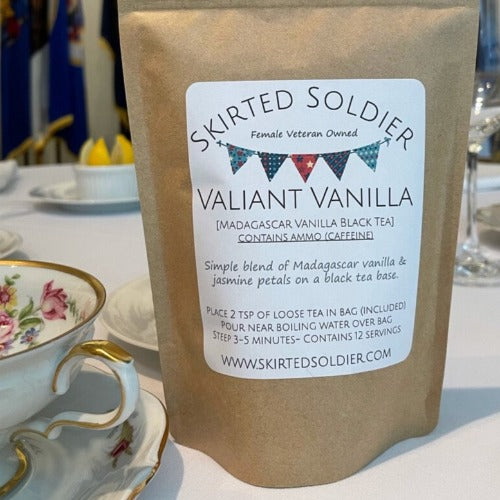 Skirted Soldier
Female Veteran Owned
Valiant Vanilla
[Madagascar Vanilla Black Tea]
contains ammo (caffeine)
Simple blend of Madagascar vanilla &
jasmine petals on a black tea base.
Place 2 tsp of loose tea in bag (included)
Pour near boiling water over bag
Steep 3-5 minutes- Contains 12 servings
www.skirtedsoldier.com